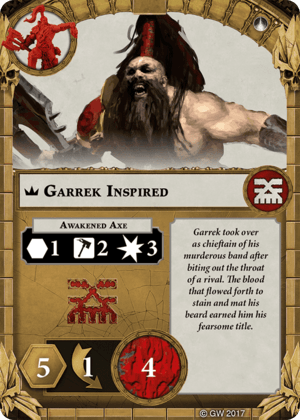 GARREK INSPIRED
AWAKENED AXE
1 2 3
Garrek took over
as chieftain of his
murderous band after
biting out the throat
of a rival. The blood
that flowed forth to
stain and mat his
beard earned him his
fearsome title.
5 1 4
© GW 2017